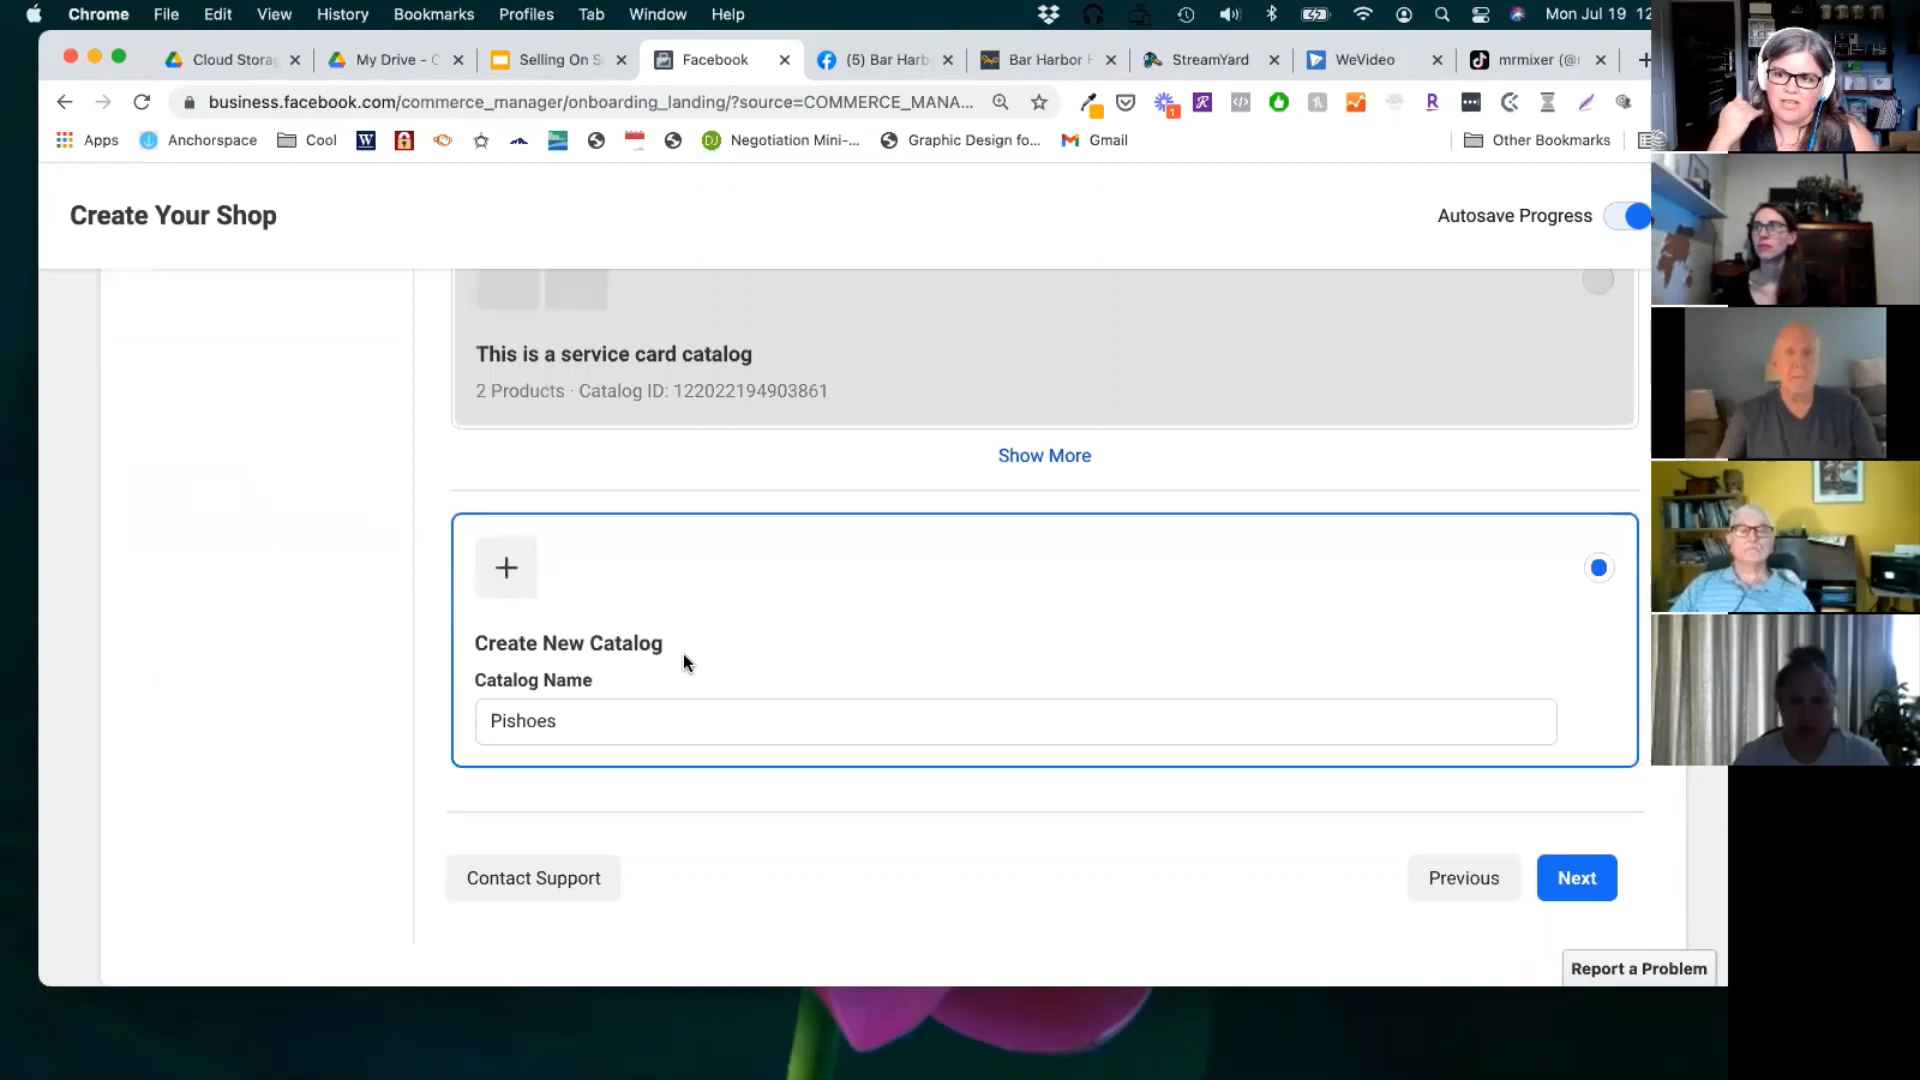 Chrome File Edit View History Bookmarks Profiles Tab Window Help Mon Jul 19 12
Cloud Stora My Drive - C Selling On S Facebook (5) Bar Harb Bar Harbor H StreamYard WeVideo mrmixer (@r
business.facebook.com/commerce_manager/onboarding_landing/?source=COMMERCE_MANA...
Apps Anchorspace Cool W Negotiation Mini-... Graphic Design fo... Gmail Other Bookmarks
Create Your Shop
Autosave Progress
This is a service card catalog
2 Products · Catalog ID: 122022194903861
Show More
Create New Catalog
Catalog Name
Pishoes
Contact Support
Previous
Next
Report a Problem